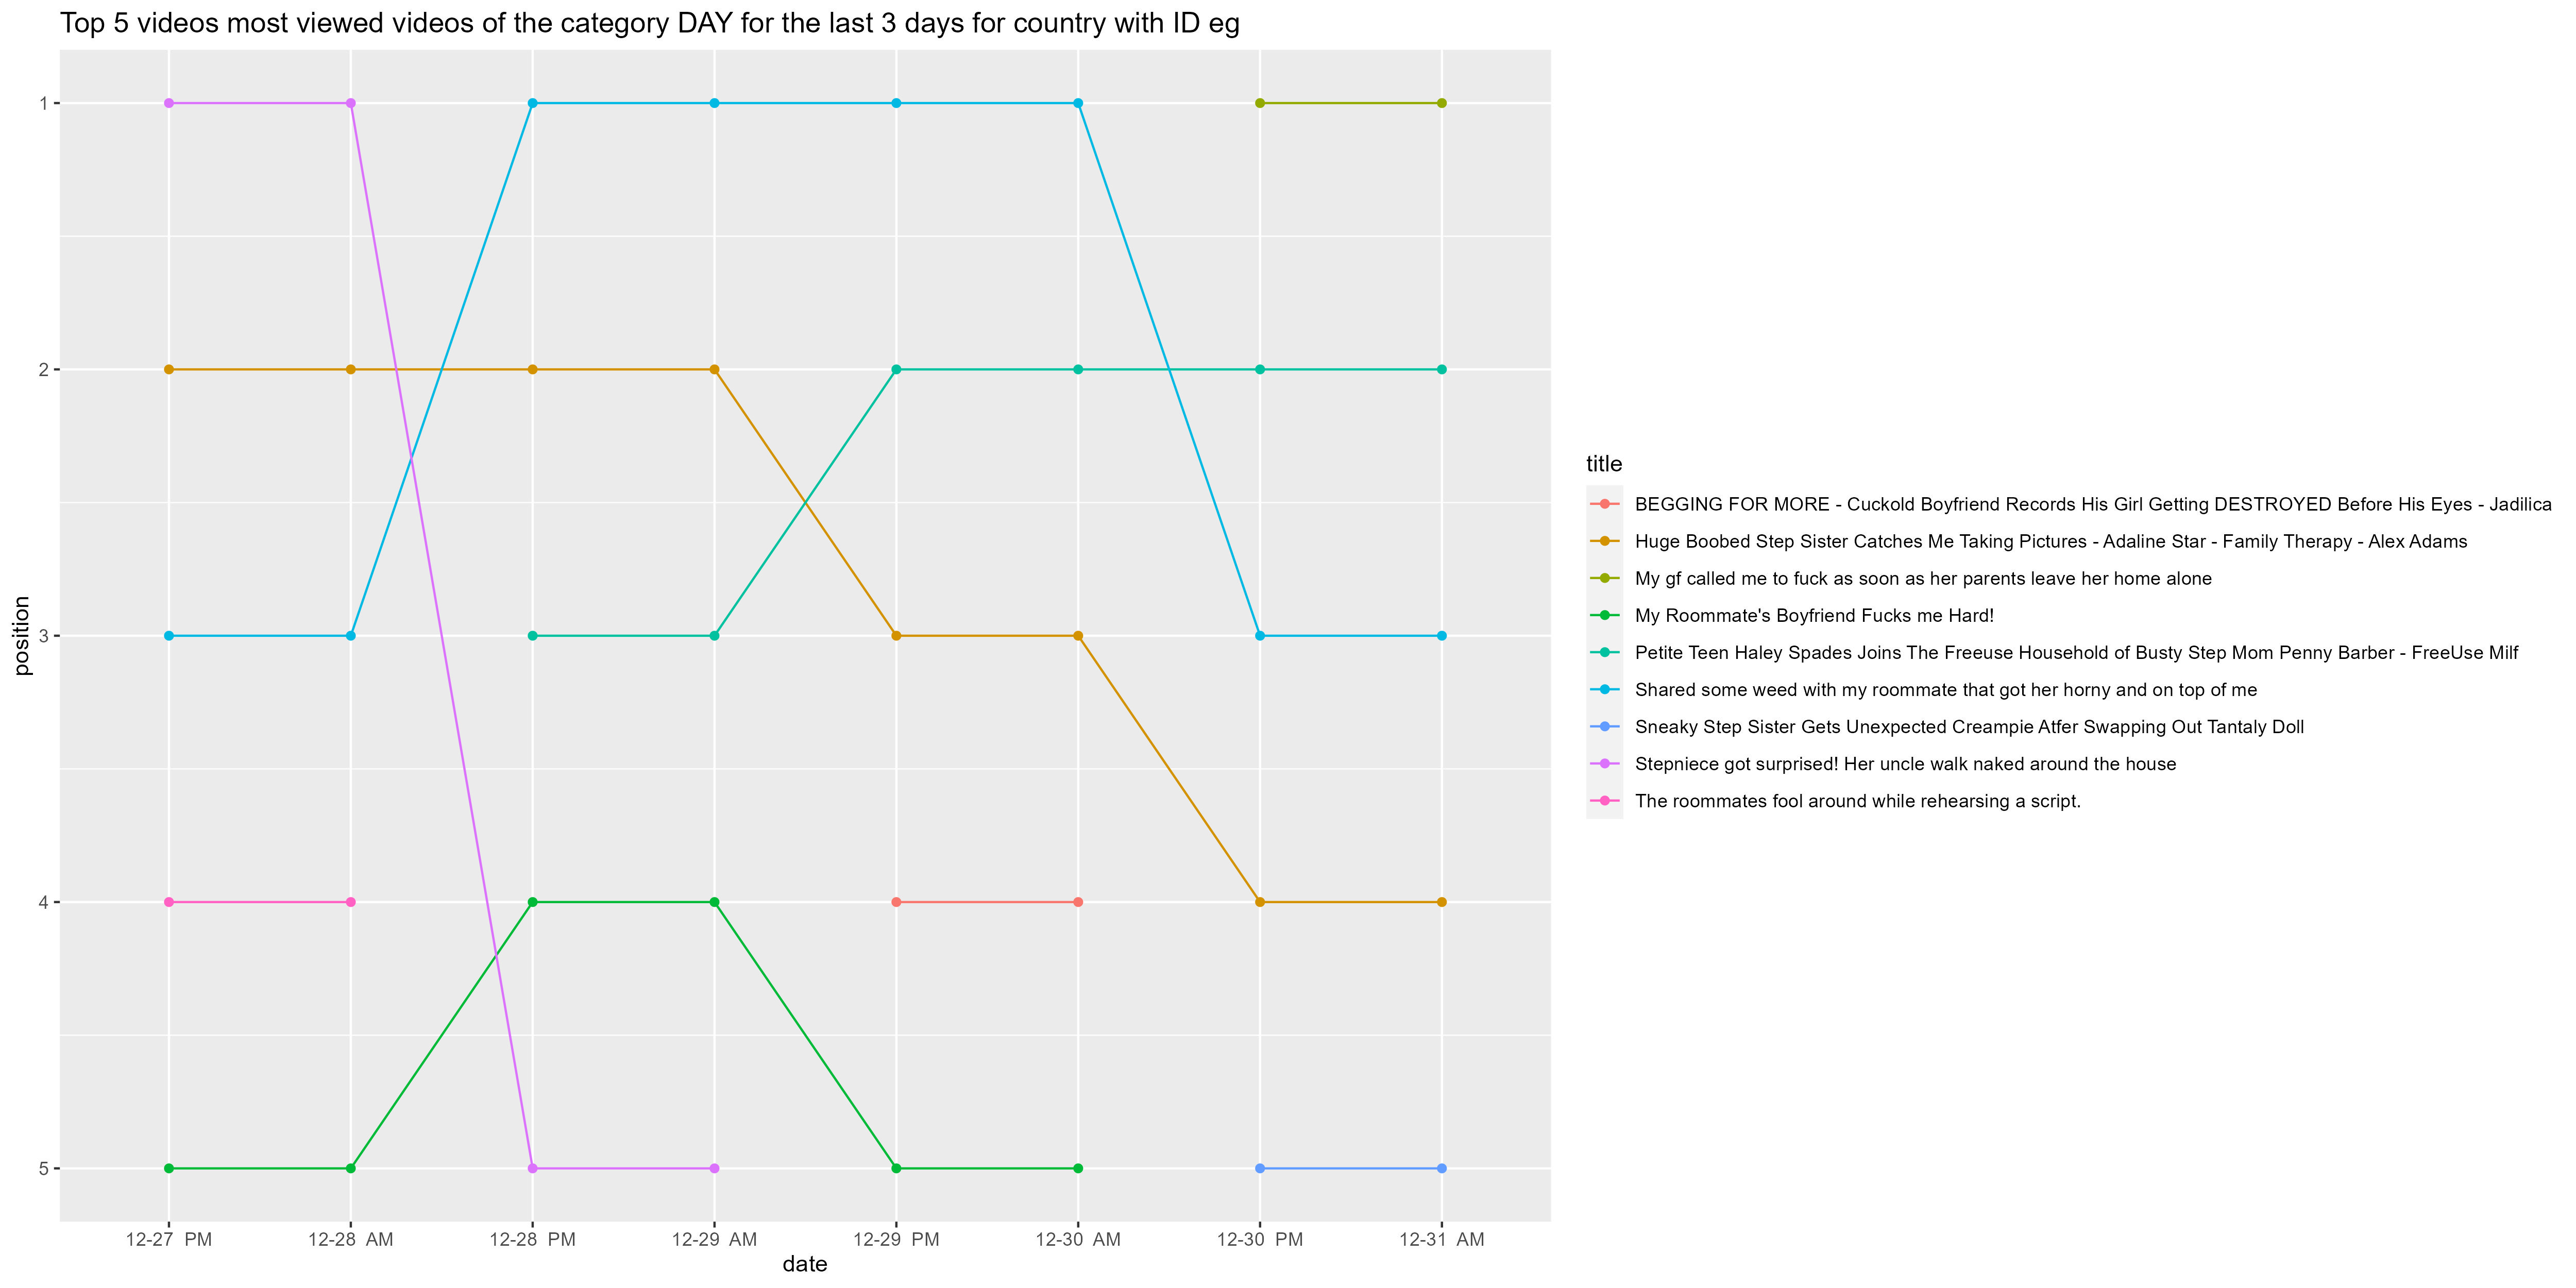 Top 5 videos most viewed videos of the category DAY for the last 3 days for country with ID eg
1
2
3
4
5
position
12-27 PM
12-28 AM
12-28 PM
12-29 AM
12-29 PM
12-30 AM
12-30 PM
12-31 AM
date
title
BEGGING FOR MORE - Cuckold Boyfriend Records His Girl Getting DESTROYED Before His Eyes - Jadilica
Huge Boobed Step Sister Catches Me Taking Pictures - Adaline Star - Family Therapy - Alex Adams
My gf called me to fuck as soon as her parents leave her home alone
My Roommate's Boyfriend Fucks me Hard!
Petite Teen Haley Spades Joins The Freeuse Household of Busty Step Mom Penny Barber - FreeUse Milf
Shared some weed with my roommate that got her horny and on top of me
Sneaky Step Sister Gets Unexpected Creampie Atfer Swapping Out Tantaly Doll
Stepniece got surprised! Her uncle walk naked around the house
The roommates fool around while rehearsing a script.